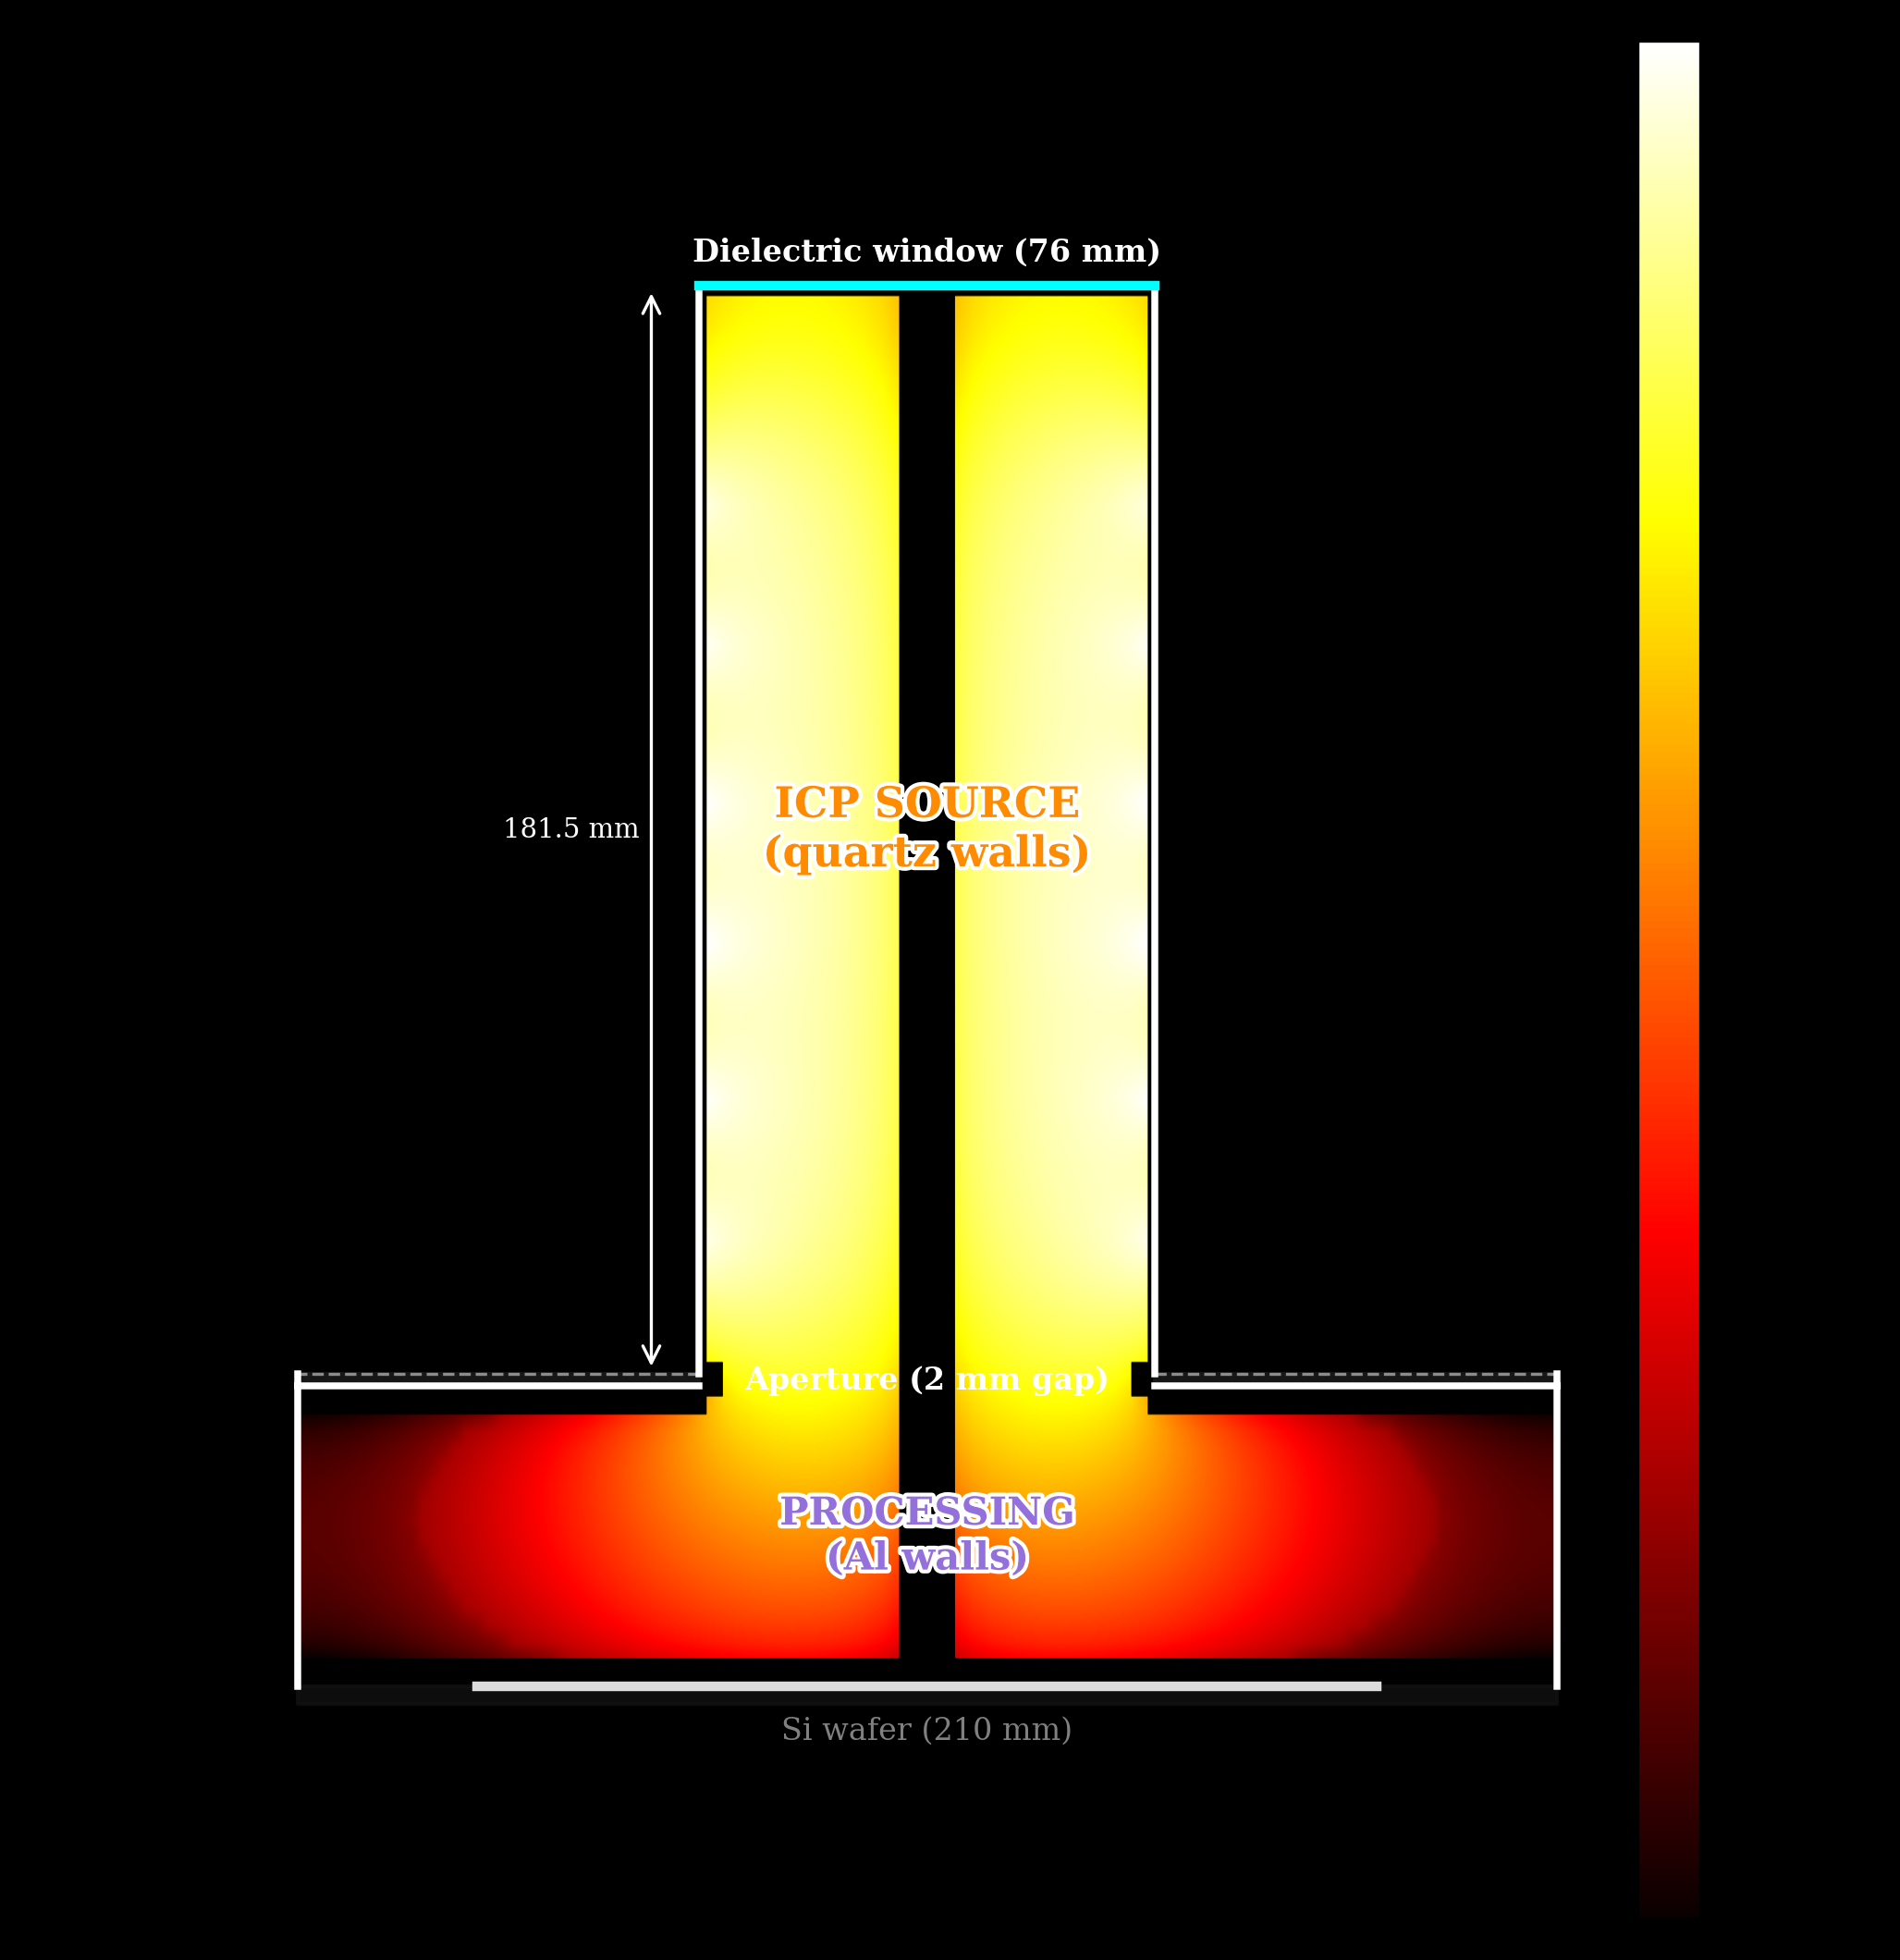 Dielectric window (76 mm)
181.5 mm
ICP SOURCE
(quartz walls)
Aperture (2 mm gap)
PROCESSING
(Al walls)
Si wafer (210 mm)